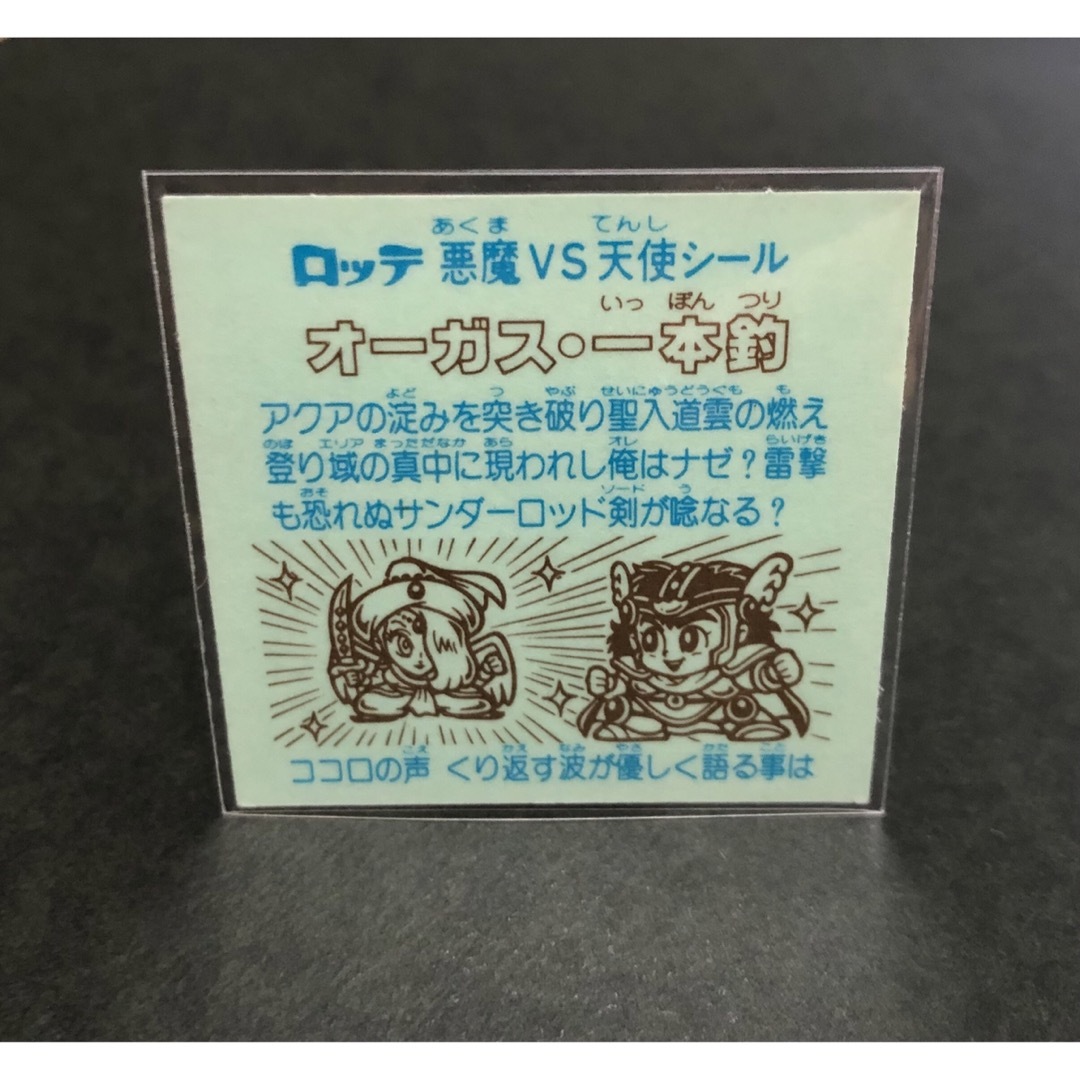 あくま てんし
ロッテ 悪魔VS天使シール
いっ ぽん つり
オーガス・一本釣
よど つ やぶ せいにゅうどうぐも も
アクアの淀みを突き破り聖入道雲の燃え
のぼ エリア まっただなか あら オレ らいげき
登り域の真中に現われし俺はナゼ?雷撃
おそ ソード う
も恐れぬサンダーロッド剣が唸なる?
こえ かえ なみ やさ かた こと
ココロの声 くり返す波が優しく語る事は